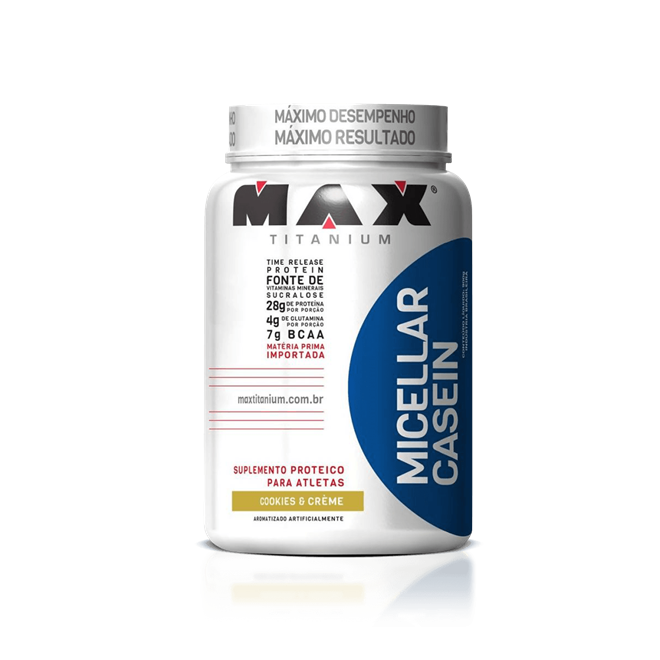 MÁXIMO DESEMPENHO
MÁXIMO RESULTADO
MAX®
TITANIUM
TIME RELEASE
PROTEIN
FONTE DE
VITAMINAS MINERAIS
SUCRALOSE
28g DE PROTEÍNA
POR PORÇÃO
4g DE GLUTAMINA
POR PORÇÃO
7g BCAA
MATÉRIA PRIMA
IMPORTADA
maxtitanium.com.br
SUPLEMENTO PROTEICO
PARA ATLETAS
COOKIES & CRÈME
AROMATIZADO ARTIFICIALMENTE
MICELLAR
CASEIN
INDÚSTRIA BRASILEIRA